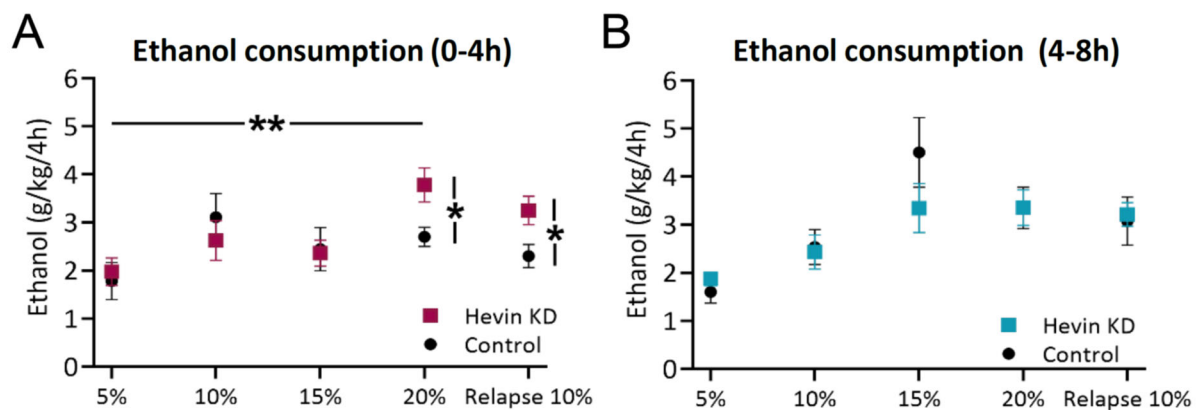 A
Ethanol consumption (0-4h)
Ethanol (g/kg/4h)
6
5
4
3
2
1
0
**
*
*
Hevin KD
Control
5%
10%
15%
20%
Relapse 10%
B
Ethanol consumption (4-8h)
Ethanol (g/kg/4h)
6
5
4
3
2
1
0
Hevin KD
Control
5%
10%
15%
20%
Relapse 10%